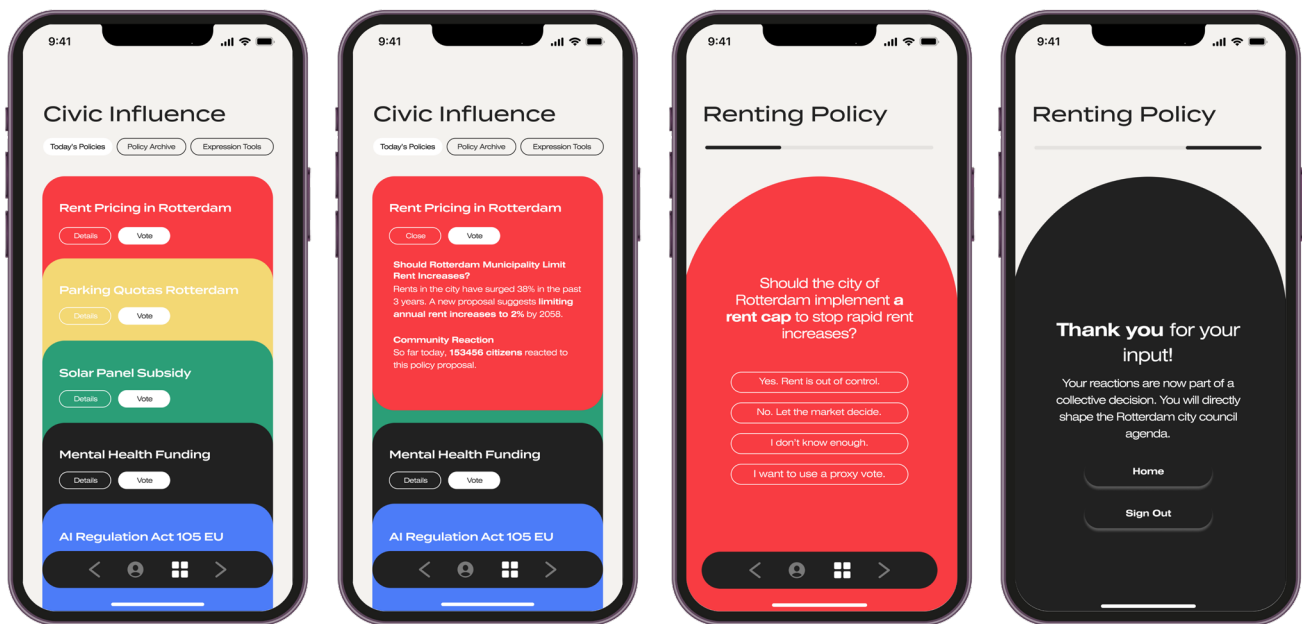 9:41
Civic Influence
Today's Policies
Policy Archive
Expression Tools
Rent Pricing in Rotterdam
Details
Vote
Parking Quotas Rotterdam
Details
Vote
Solar Panel Subsidy
Details
Vote
Mental Health Funding
Details
Vote
AI Regulation Act 105 EU
9:41
Civic Influence
Today's Policies
Policy Archive
Expression Tools
Rent Pricing in Rotterdam
Close
Vote
Should Rotterdam Municipality Limit
Rent Increases?
Rents in the city have surged 38% in the past
3 years. A new proposal suggests limiting
annual rent increases to 2% by 2058.
Community Reaction
So far today, 153456 citizens reacted to
this policy proposal.
Mental Health Funding
Details
Vote
AI Regulation Act 105 EU
9:41
Renting Policy
Should the city of
Rotterdam implement a
rent cap to stop rapid rent
increases?
Yes. Rent is out of control.
No. Let the market decide.
I don't know enough.
I want to use a proxy vote.
9:41
Renting Policy
Thank you for your
input!
Your reactions are now part of a
collective decision. You will directly
shape the Rotterdam city council
agenda.
Home
Sign Out